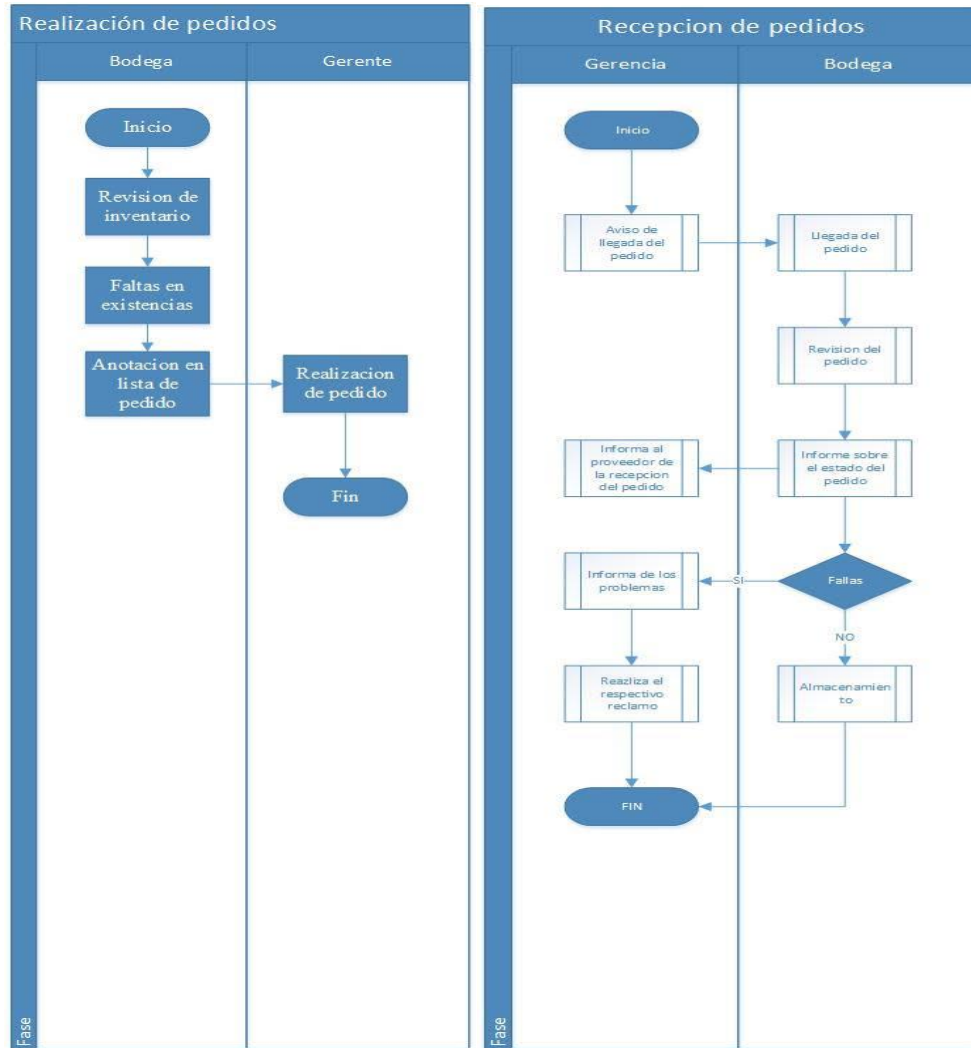 Realización de pedidos
Bodega
Gerente
Inicio
Revision de
inventario
Faltas en
existencias
Anotacion en
lista de
pedido
Realizacion
de pedido
Fin
Fase
Recepcion de pedidos
Gerencia
Bodega
Inicio
Aviso de
llegada del
pedido
Llegada del
pedido
Revision del
pedido
Informe sobre
el estado del
pedido
Informa al
proveedor de
la recepcion
del pedido
Fallas
SI
Informa de los
problemas
NO
Reazliza el
respectivo
reclamo
Almacenamien
to
FIN
Fase